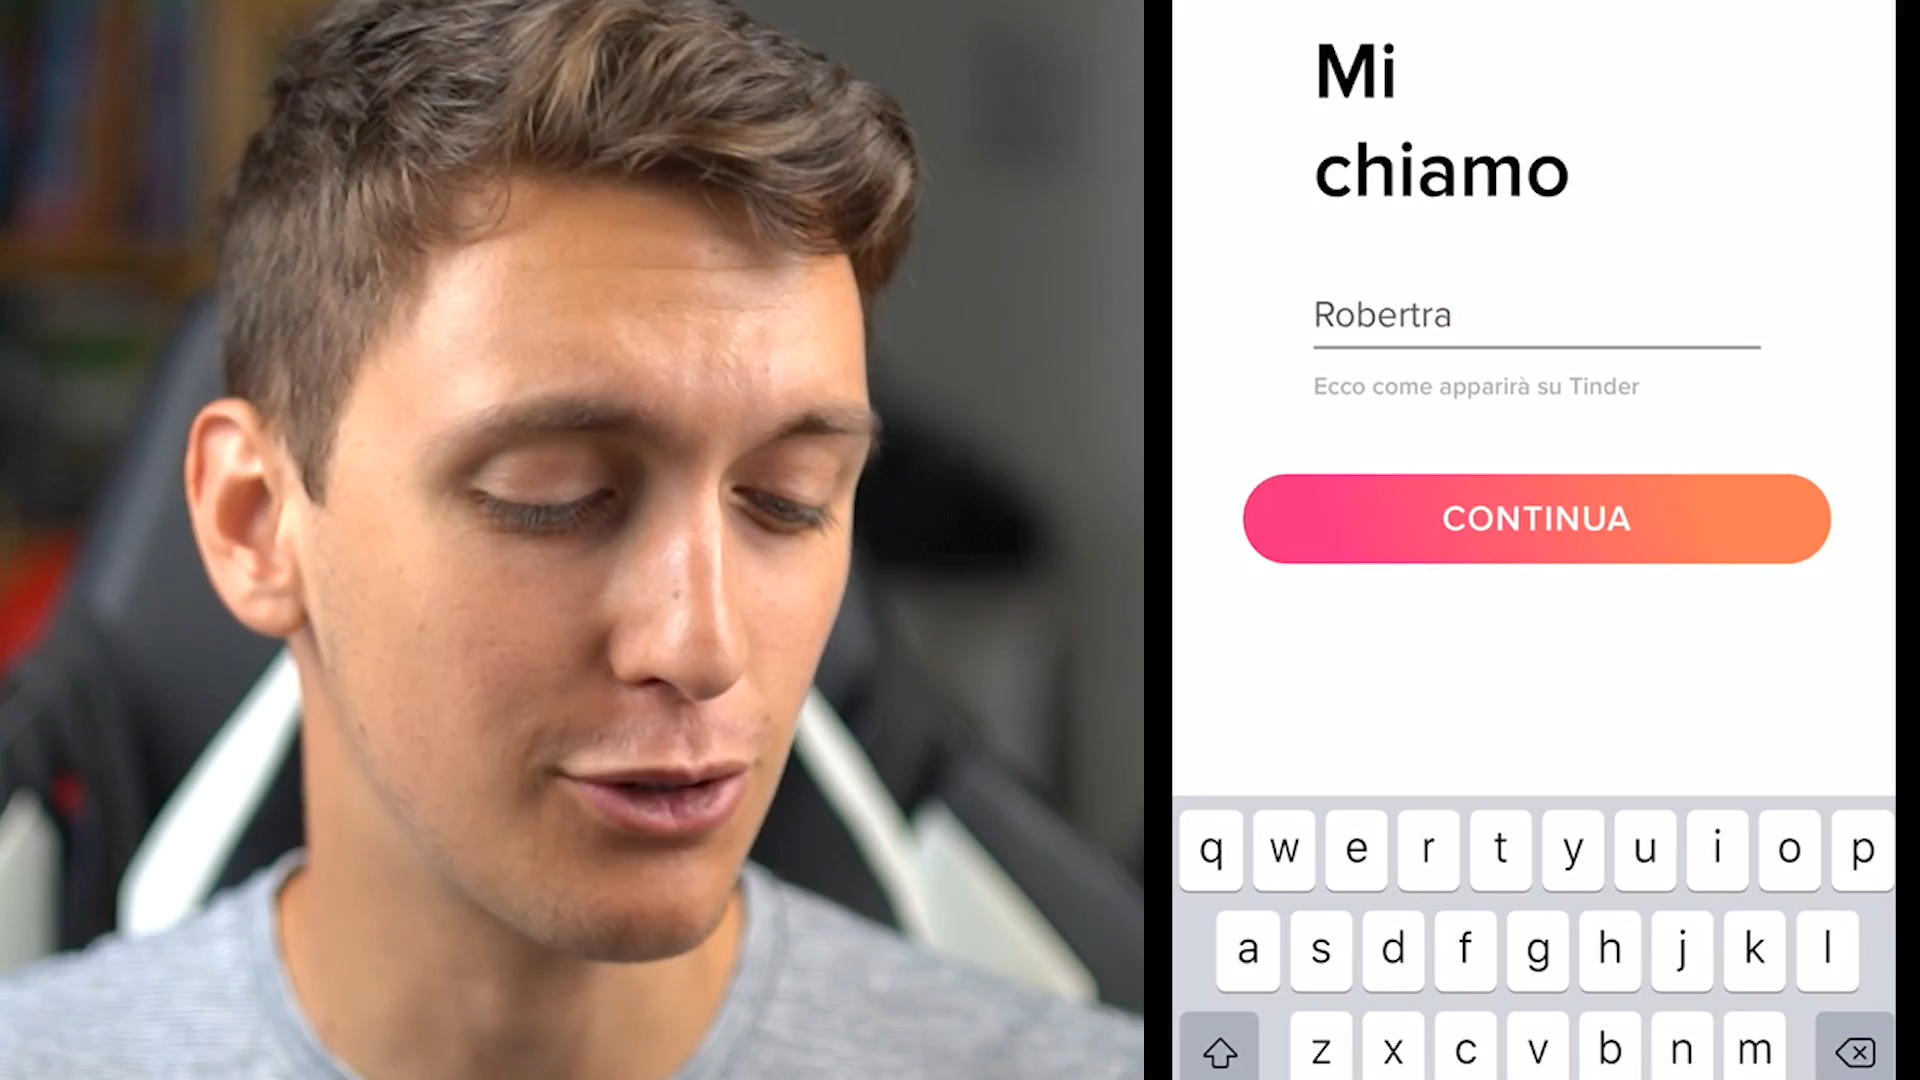 Mi
chiamo
Robertra
Ecco come apparirà su Tinder
CONTINUA
q w e r t y u i o p
a s d f g h j k l
z x c v b n m